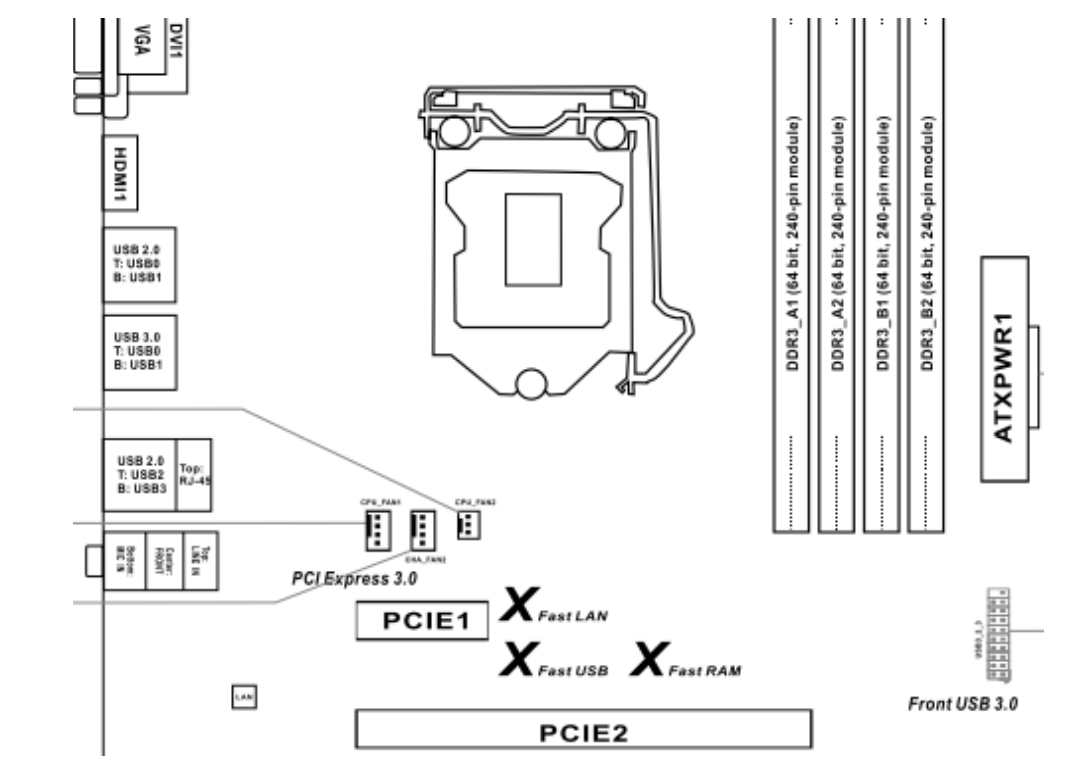 VGA
DVI1
HDMI1
USB 2.0
T: USB0
B: USB1
USB 3.0
T: USB0
B: USB1
USB 2.0
T: USB2
B: USB3
Top:
RJ-45
Top:
LINE IN
Center:
FRONT
Bottom:
MIC IN
CPU_FAN1
CPU_FAN2
CHA_FAN2
PCI Express 3.0
PCIE1
X Fast LAN
X Fast USB
X Fast RAM
LAN
PCIE2
DDR3_A1 (64 bit, 240-pin module)
DDR3_A2 (64 bit, 240-pin module)
DDR3_B1 (64 bit, 240-pin module)
DDR3_B2 (64 bit, 240-pin module)
ATXPWR1
USB3_2_3
Front USB 3.0